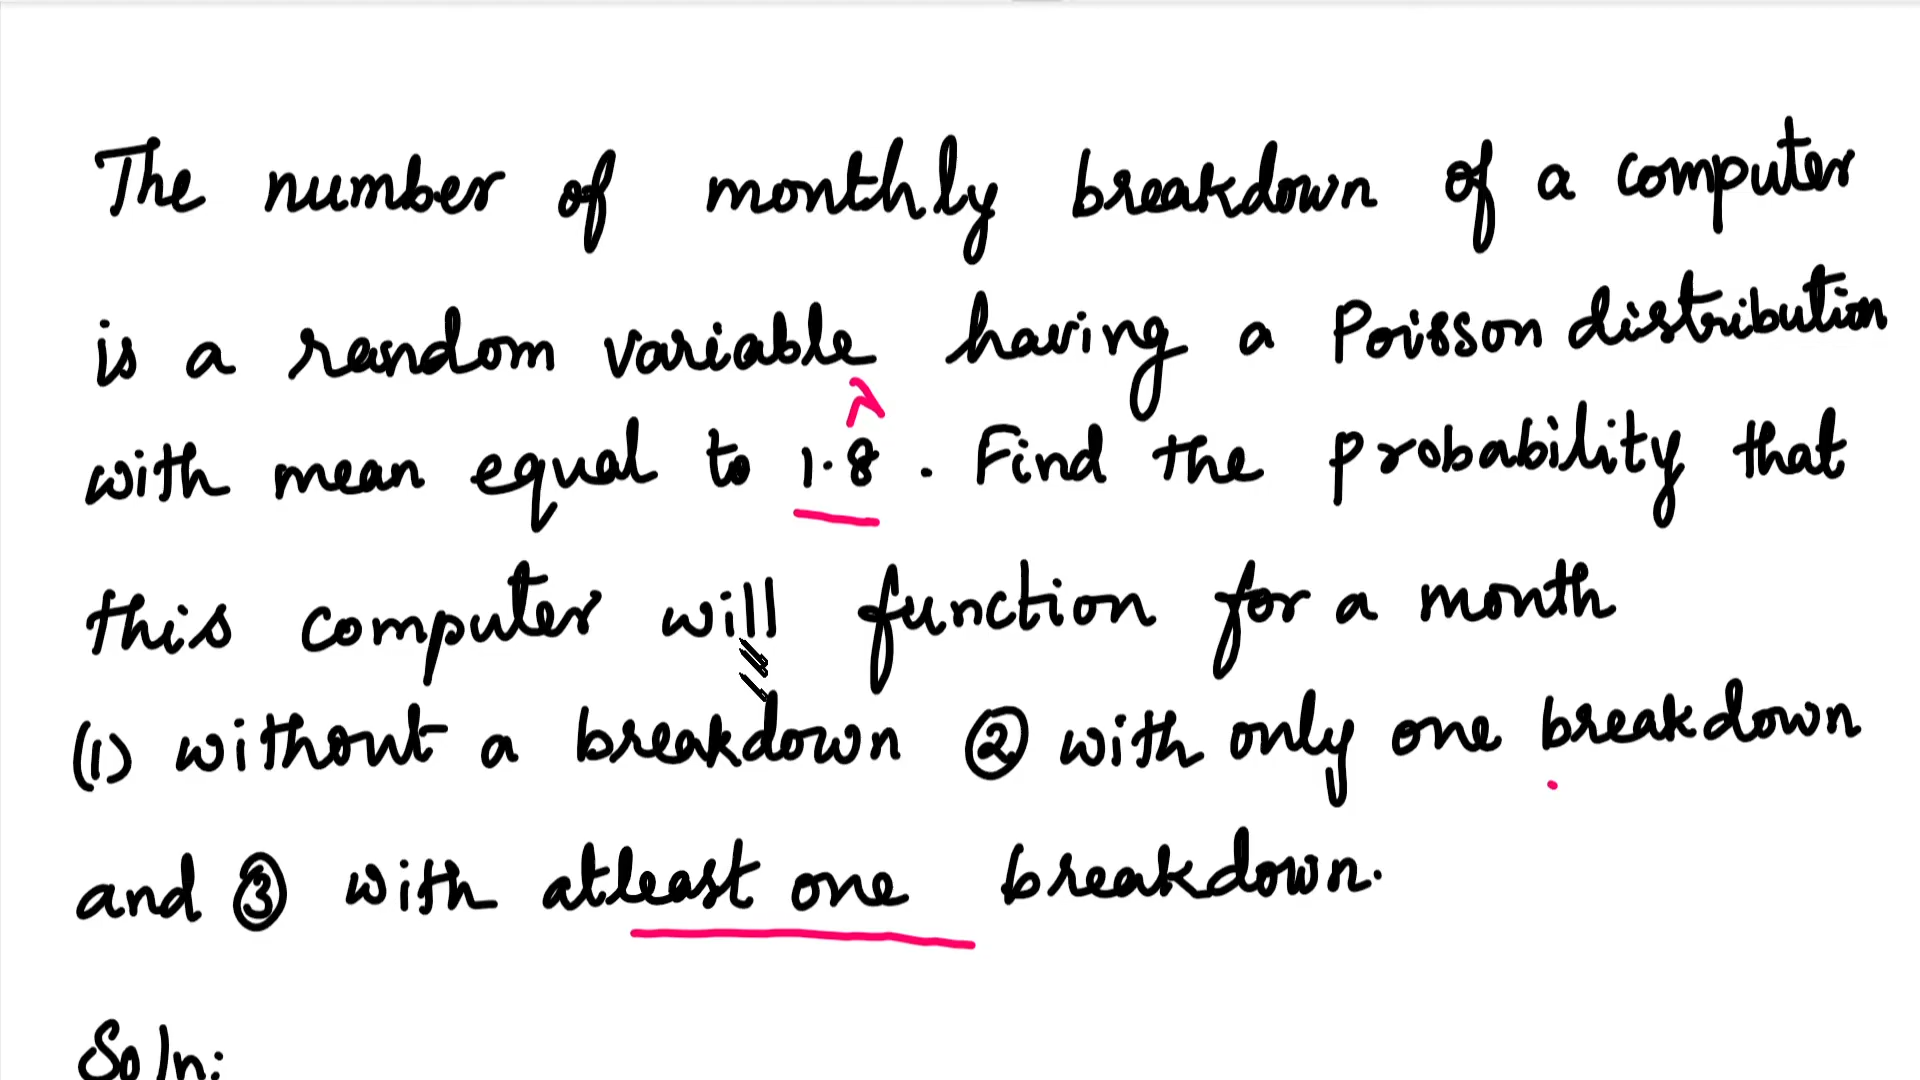 The number of monthly breakdown of a computer
is a random variable having a Poisson distribution
λ
with mean equal to 1.8. Find the probability that
this computer will function for a month
(1) without a breakdown ② with only one breakdown
and ③ with atleast one breakdown.
Soln: